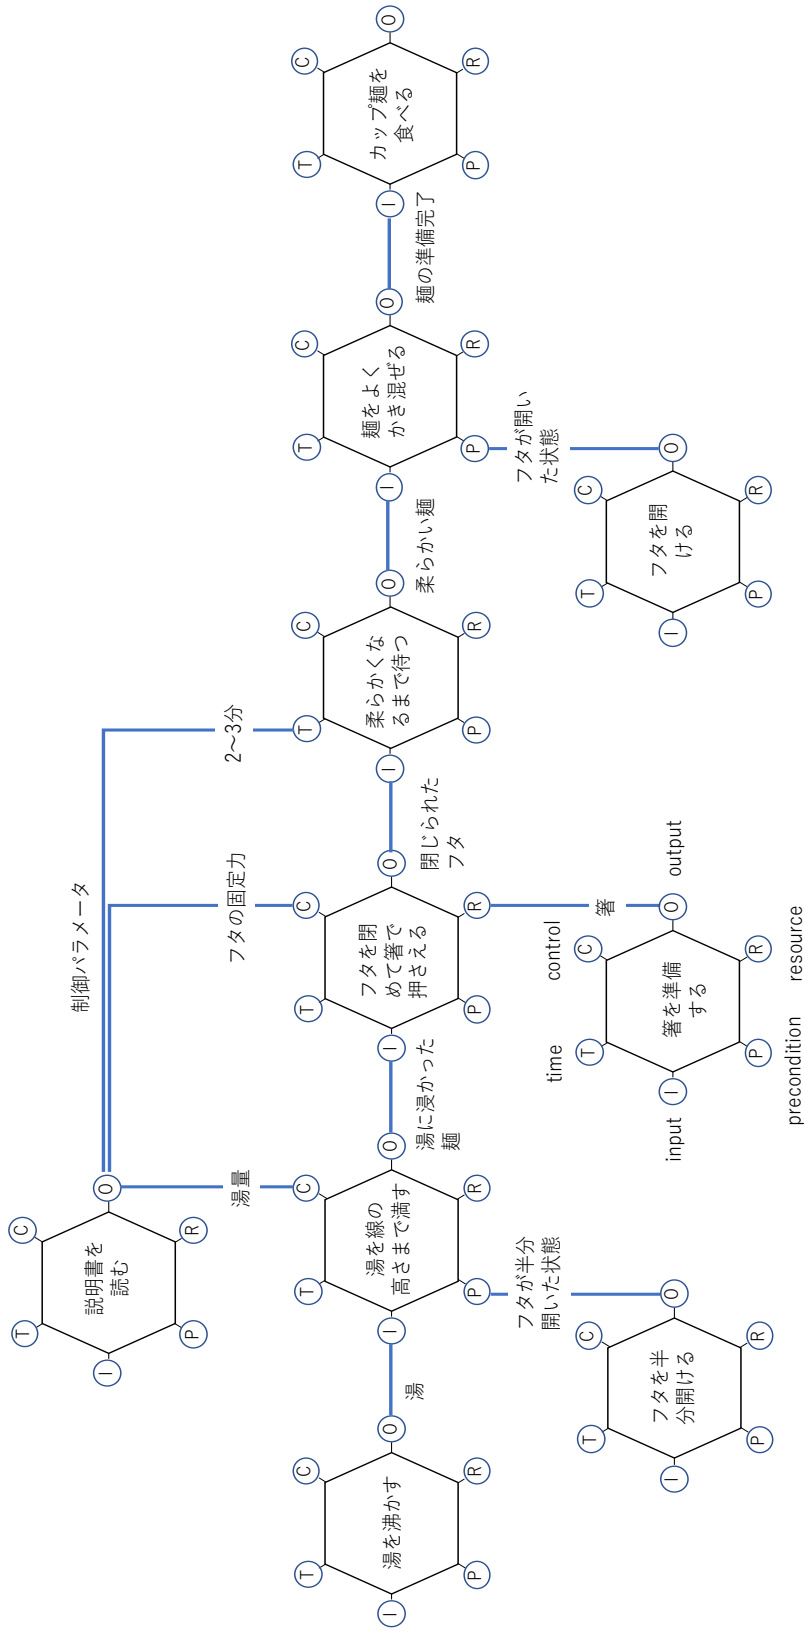 T
C
説明書を
読む
I
O
P
R
制御パラメータ
湯量
フタの固定力
2〜3分
T
C
湯を沸かす
I
O
P
R
湯
T
C
湯を線の
高さまで満す
I
O
P
R
湯に浸かった
麺
T
C
フタを閉
めて箸で
押さえる
I
O
P
R
閉じられた
フタ
T
C
柔らかくな
るまで待つ
I
O
P
R
柔らかい麺
T
C
麺をよく
かき混ぜる
I
O
P
R
麺の準備完了
T
C
カップ麺を
食べる
I
O
P
R
フタが半分
開いた状態
T
C
フタを半
分開ける
I
O
P
R
箸
time
control
T
C
箸を準備
する
I
O
input
output
P
R
precondition
resource
フタが開い
た状態
T
C
フタを開
ける
I
O
P
R